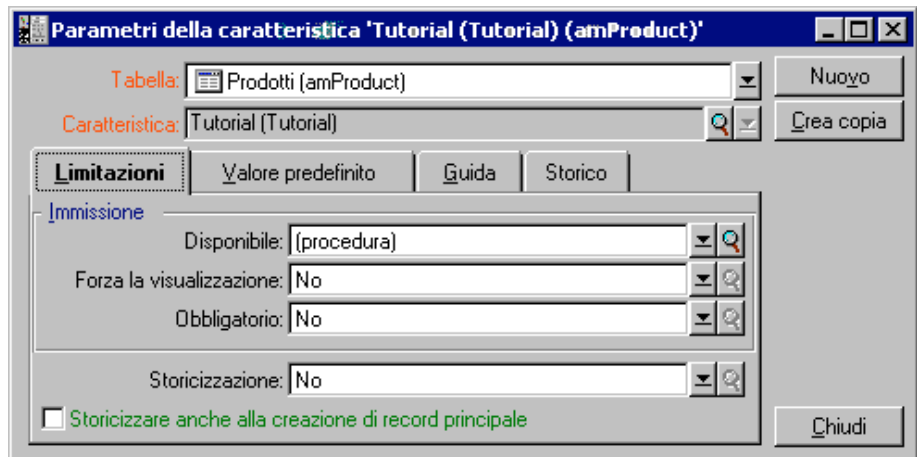 Parametri della caratteristica 'Tutorial (Tutorial) (amProduct)'
Tabella: Prodotti (amProduct) Nuovo
Caratteristica: Tutorial (Tutorial) Crea copia
Limitazioni Valore predefinito Guida Storico
Immissione
Disponibile: (procedura)
Forza la visualizzazione: No
Obbligatorio: No
Storicizzazione: No
Storicizzare anche alla creazione di record principale
Chiudi